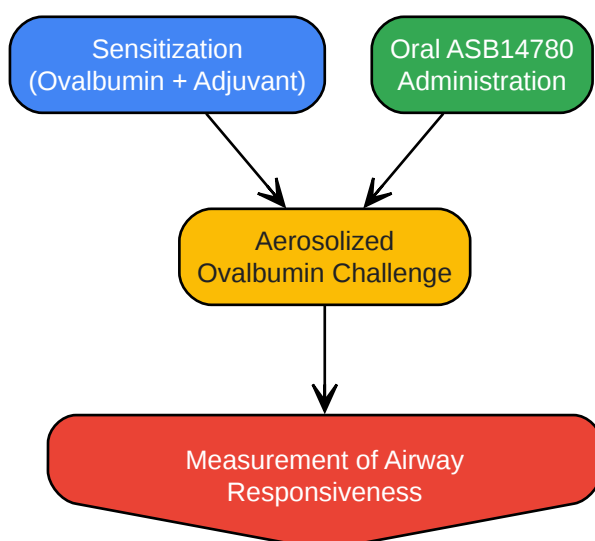 Sensitization
(Ovalbumin + Adjuvant)
Oral ASB14780
Administration
Aerosolized
Ovalbumin Challenge
Measurement of Airway
Responsiveness